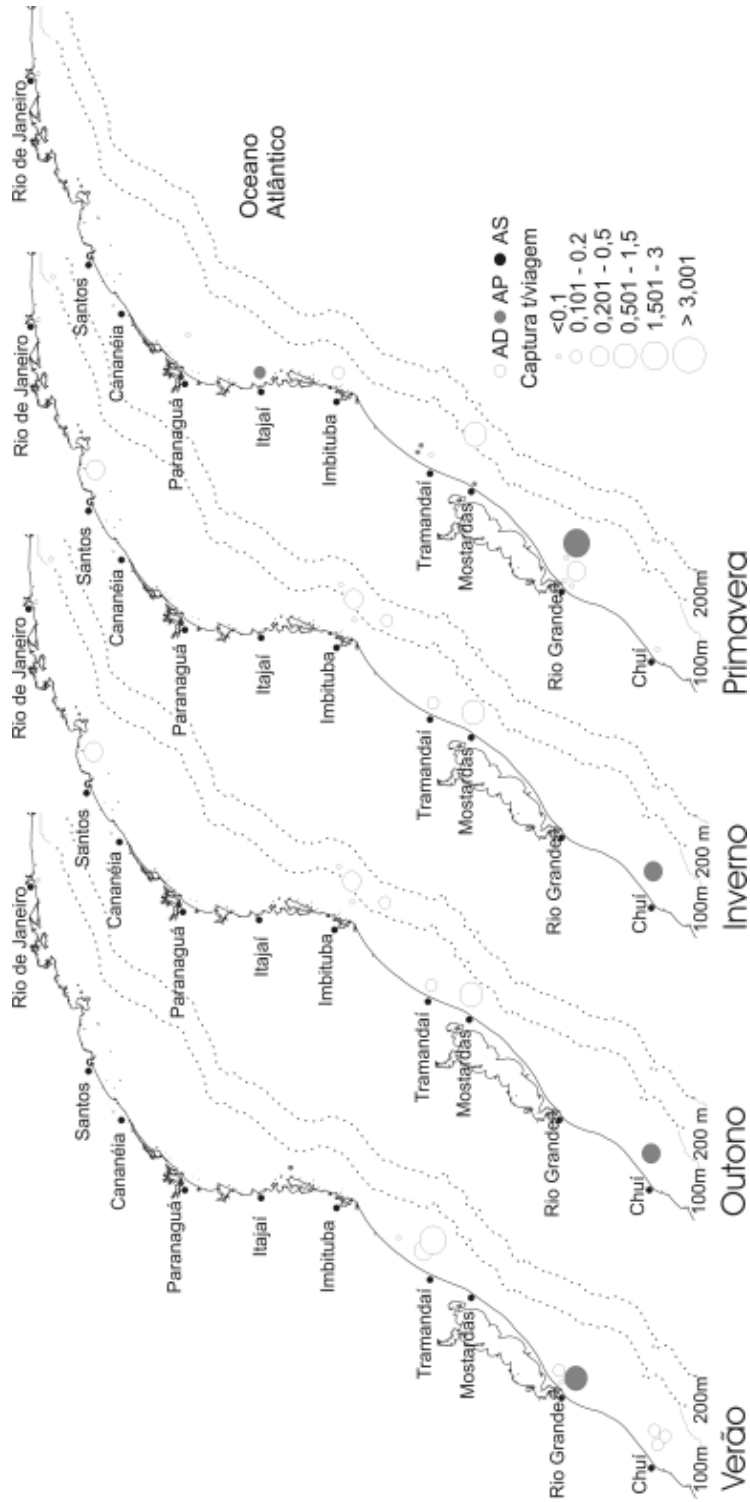 Rio de Janeiro
Santos
Cananéia
Paranaguá
Itajaí
Imbituba
Tramandaí
Mostardas
Rio Grande
Chuí
100m 200m
Verão
Rio de Janeiro
Santos
Cananéia
Paranaguá
Itajaí
Imbituba
Tramandaí
Mostardas
Rio Grande
Chuí
100m 200 m
Outono
Rio de Janeiro
Santos
Cananéia
Paranaguá
Itajaí
Imbituba
Tramandaí
Mostardas
Rio Grande
Chuí
100m 200 m
Inverno
Rio de Janeiro
Santos
Cananéia
Paranaguá
Itajaí
Imbituba
Tramandaí
Mostardas
Rio Grande
Chuí
100m 200m
Primavera
Oceano
Atlântico
AD AP AS
Captura t/viagem
<0.1
0,101 - 0.2
0,201 - 0,5
0,501 - 1,5
1,501 - 3
> 3,001